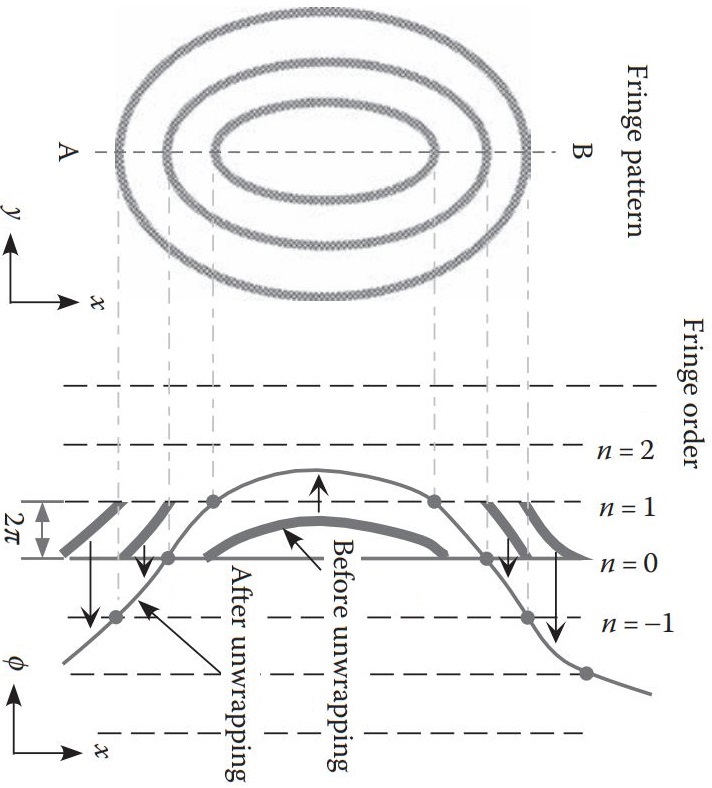 Fringe pattern
B
A
y
x
Fringe order
n = 2
n = 1
n = 0
n = −1
2π
Before unwrapping
After unwrapping
ϕ
x